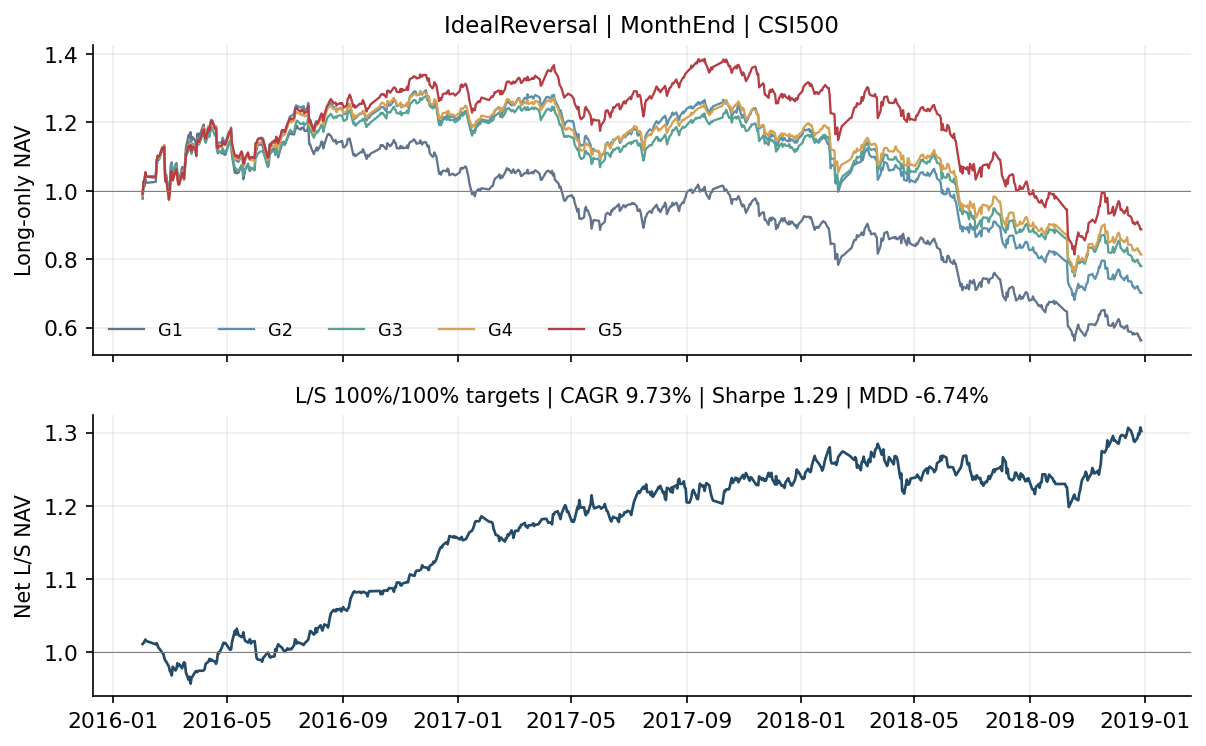 IdealReversal | MonthEnd | CSI500
Long-only NAV
1.4
1.2
1.0
0.8
0.6
G1 G2 G3 G4 G5
L/S 100%/100% targets | CAGR 9.73% | Sharpe 1.29 | MDD -6.74%
Net L/S NAV
1.3
1.2
1.1
1.0
2016-01 2016-05 2016-09 2017-01 2017-05 2017-09 2018-01 2018-05 2018-09 2019-01